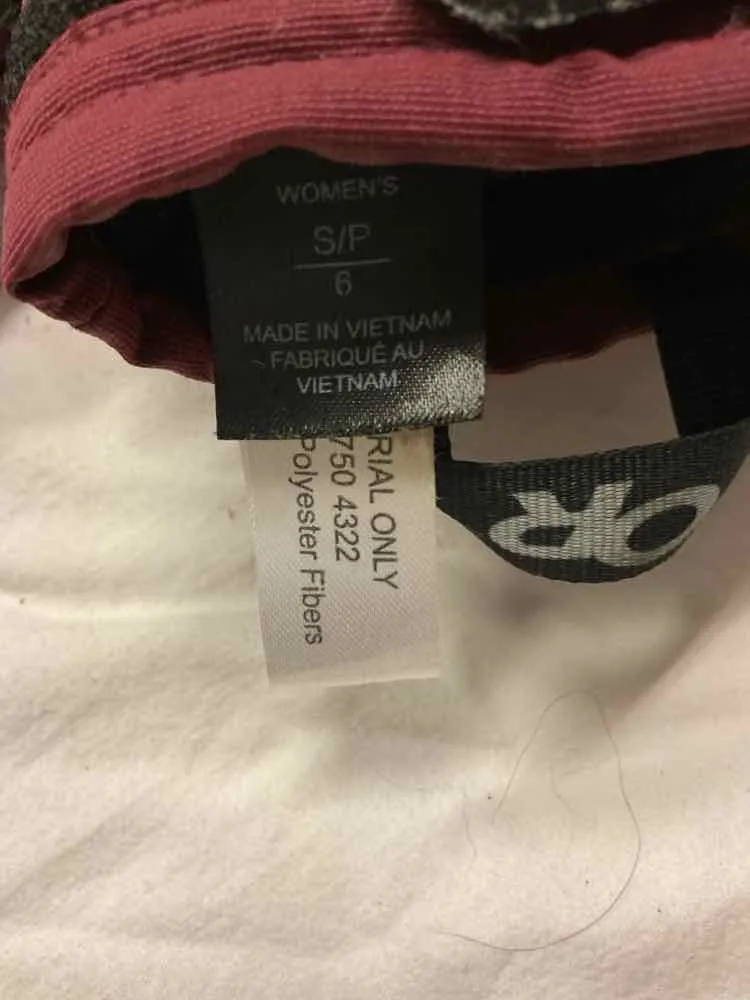 WOMEN'S
S/P
6
MADE IN VIETNAM
FABRIQUÉ AU
VIETNAM
RIAL ONLY
750 4322
Polyester Fibers
OR